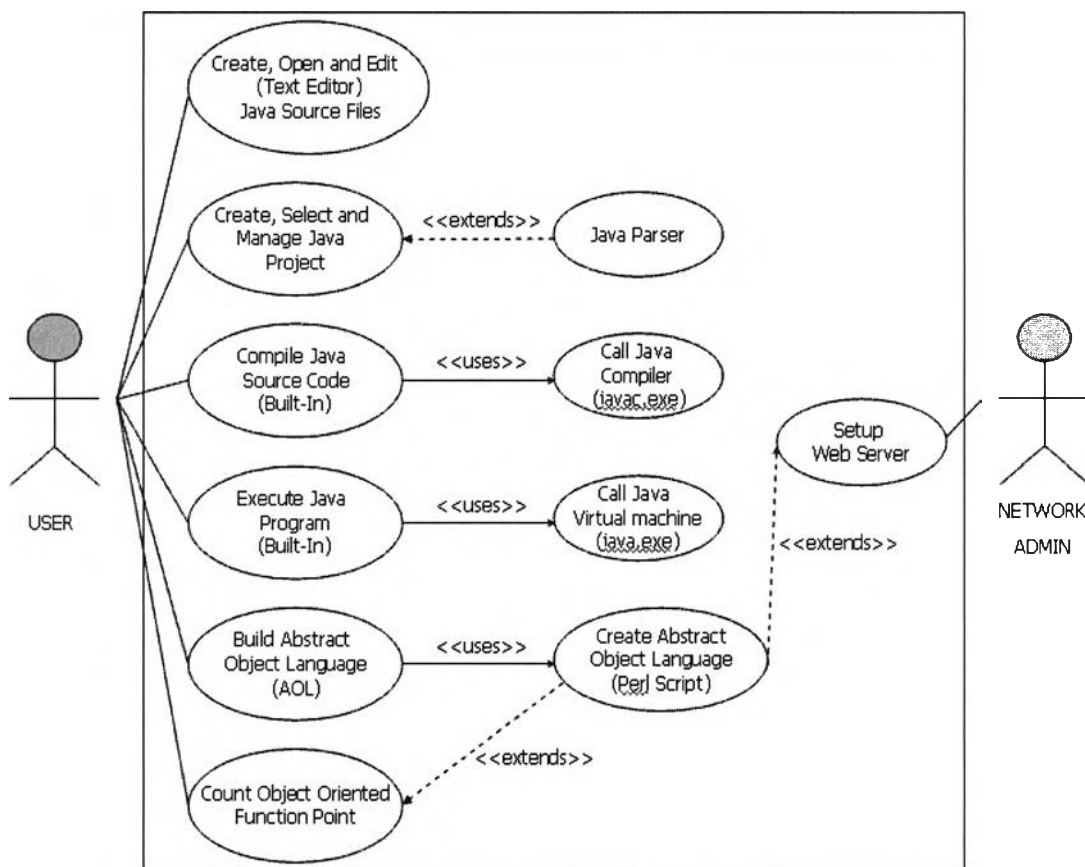 Create, Open and Edit
(Text Editor)
Java Source Files
Create, Select and
Manage Java
Project
<<extends>>
Java Parser
Compile Java
Source Code
(Built-In)
<<uses>>
Call Java
Compiler
(javac.exe)
Setup
Web Server
USER
Execute Java
Program
(Built-In)
<<uses>>
Call Java
Virtual machine
(java.exe)
NETWORK
ADMIN
<<extends>>
Build Abstract
Object Language
(AOL)
<<uses>>
Create Abstract
Object Language
(Perl Script)
<<extends>>
Count Object Oriented
Function Point